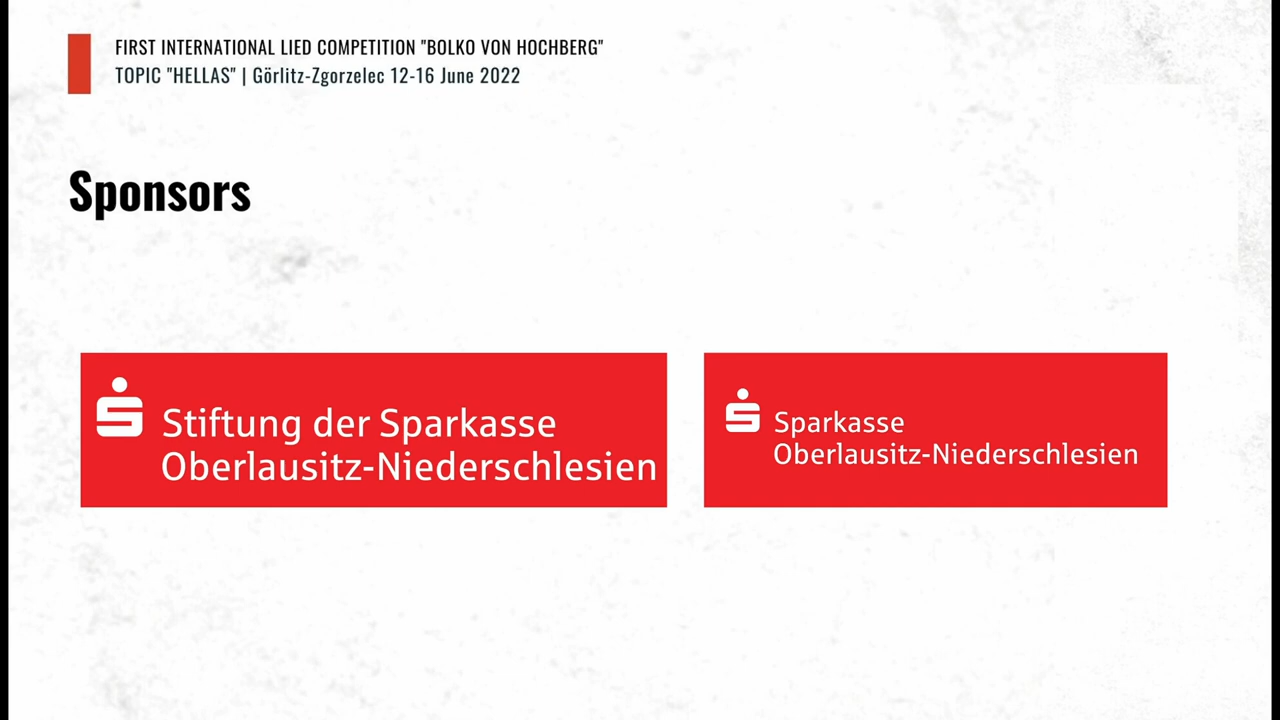 FIRST INTERNATIONAL LIED COMPETITION "BOLKO VON HOCHBERG"
TOPIC "HELLAS" | Görlitz-Zgorzelec 12-16 June 2022
Sponsors
Stiftung der Sparkasse
Oberlausitz-Niederschlesien
Sparkasse
Oberlausitz-Niederschlesien